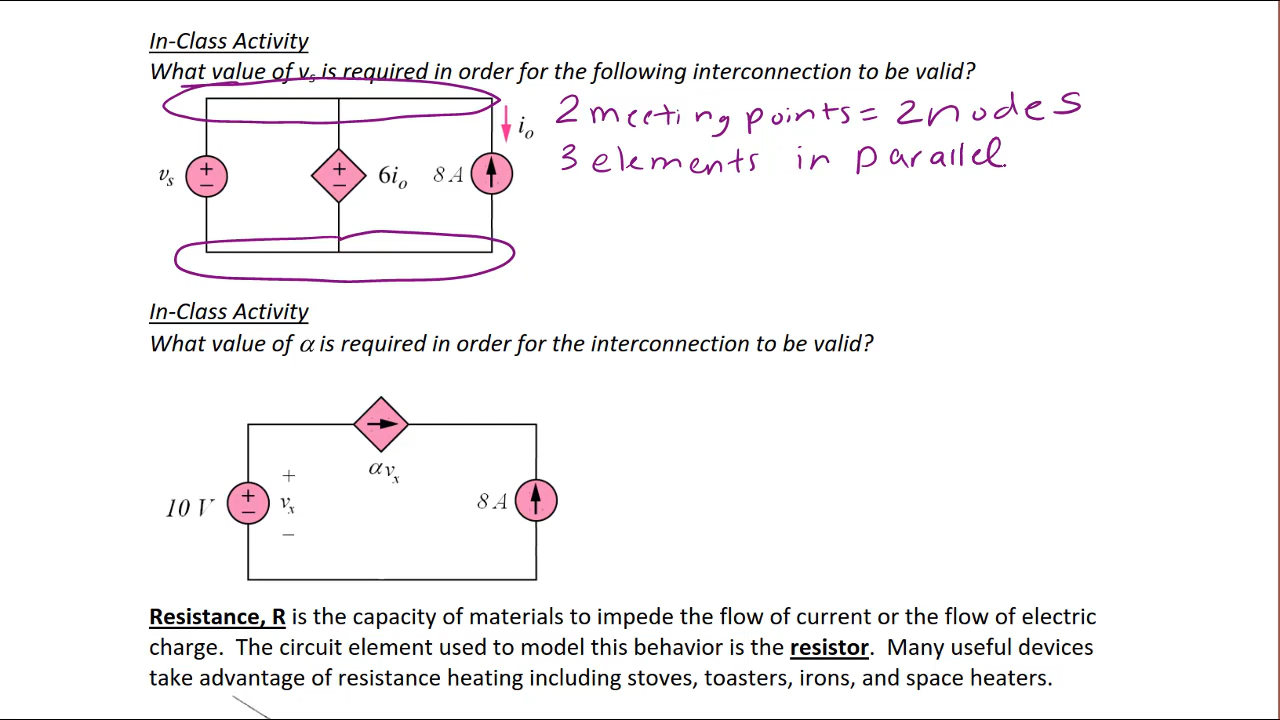 In-Class Activity
What value of vs is required in order for the following interconnection to be valid?
2 meeting points = 2 nodes
3 elements in parallel
io
vs
+
−
+
−
6io
8 A
In-Class Activity
What value of α is required in order for the interconnection to be valid?
αvx
10 V
+
−
+
vx
−
8 A
Resistance, R is the capacity of materials to impede the flow of current or the flow of electric
charge. The circuit element used to model this behavior is the resistor. Many useful devices
take advantage of resistance heating including stoves, toasters, irons, and space heaters.